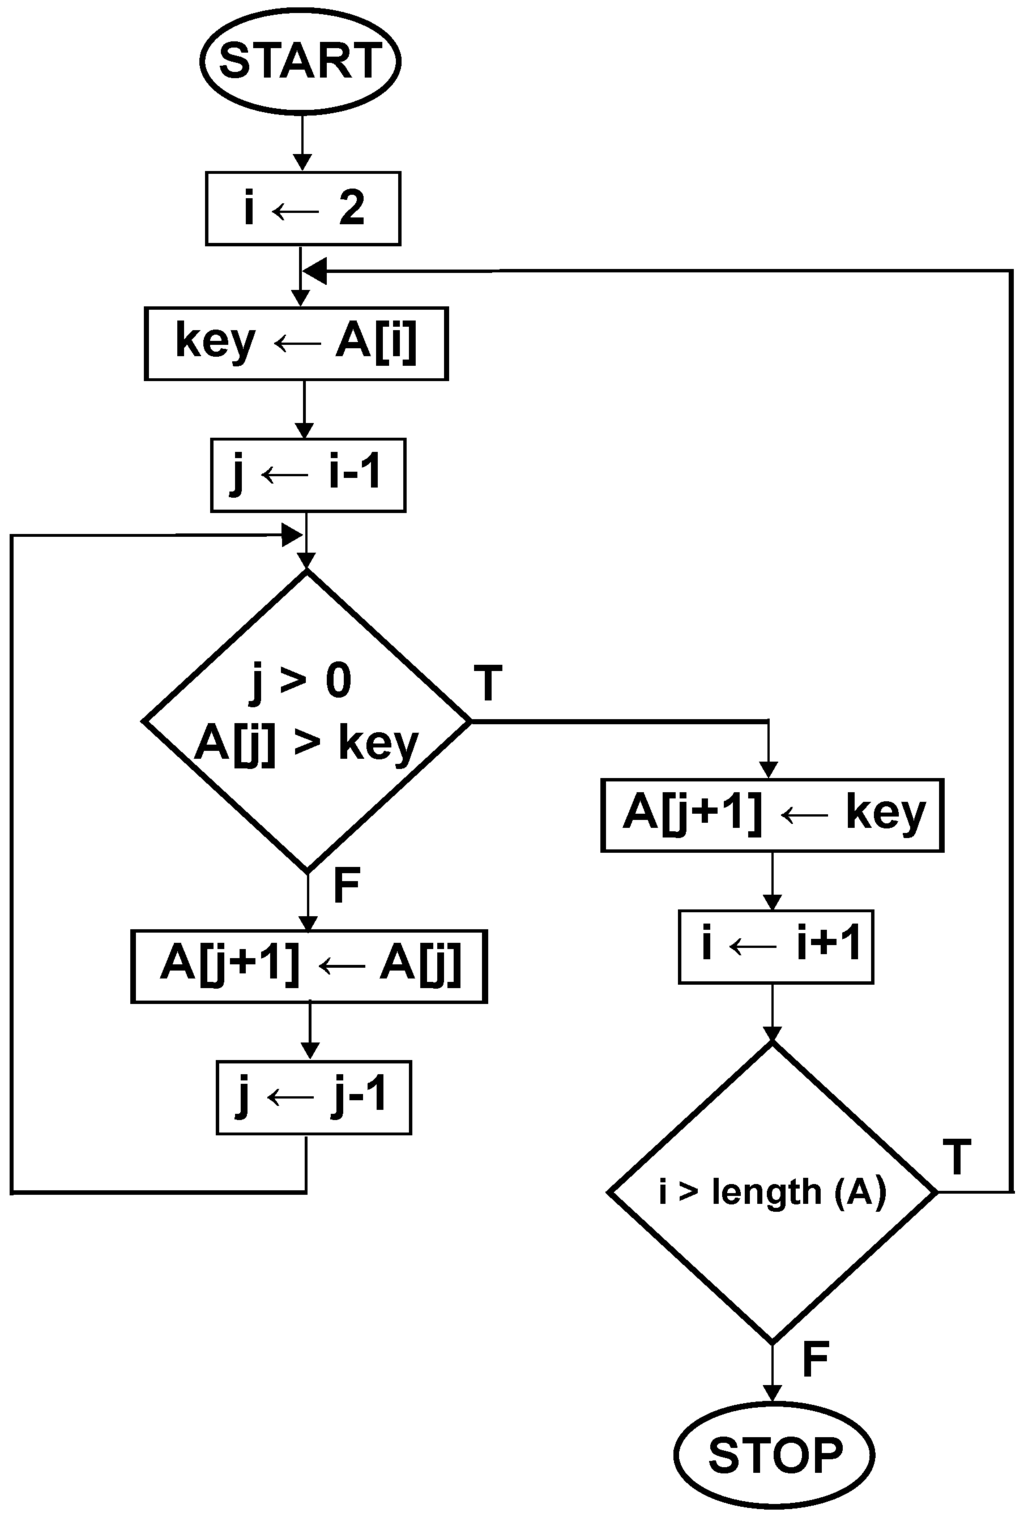 START
i ← 2
key ← A[i]
j ← i-1
j > 0
A[j] > key
T
F
A[j+1] ← A[j]
j ← j-1
A[j+1] ← key
i ← i+1
i > length (A)
T
F
STOP